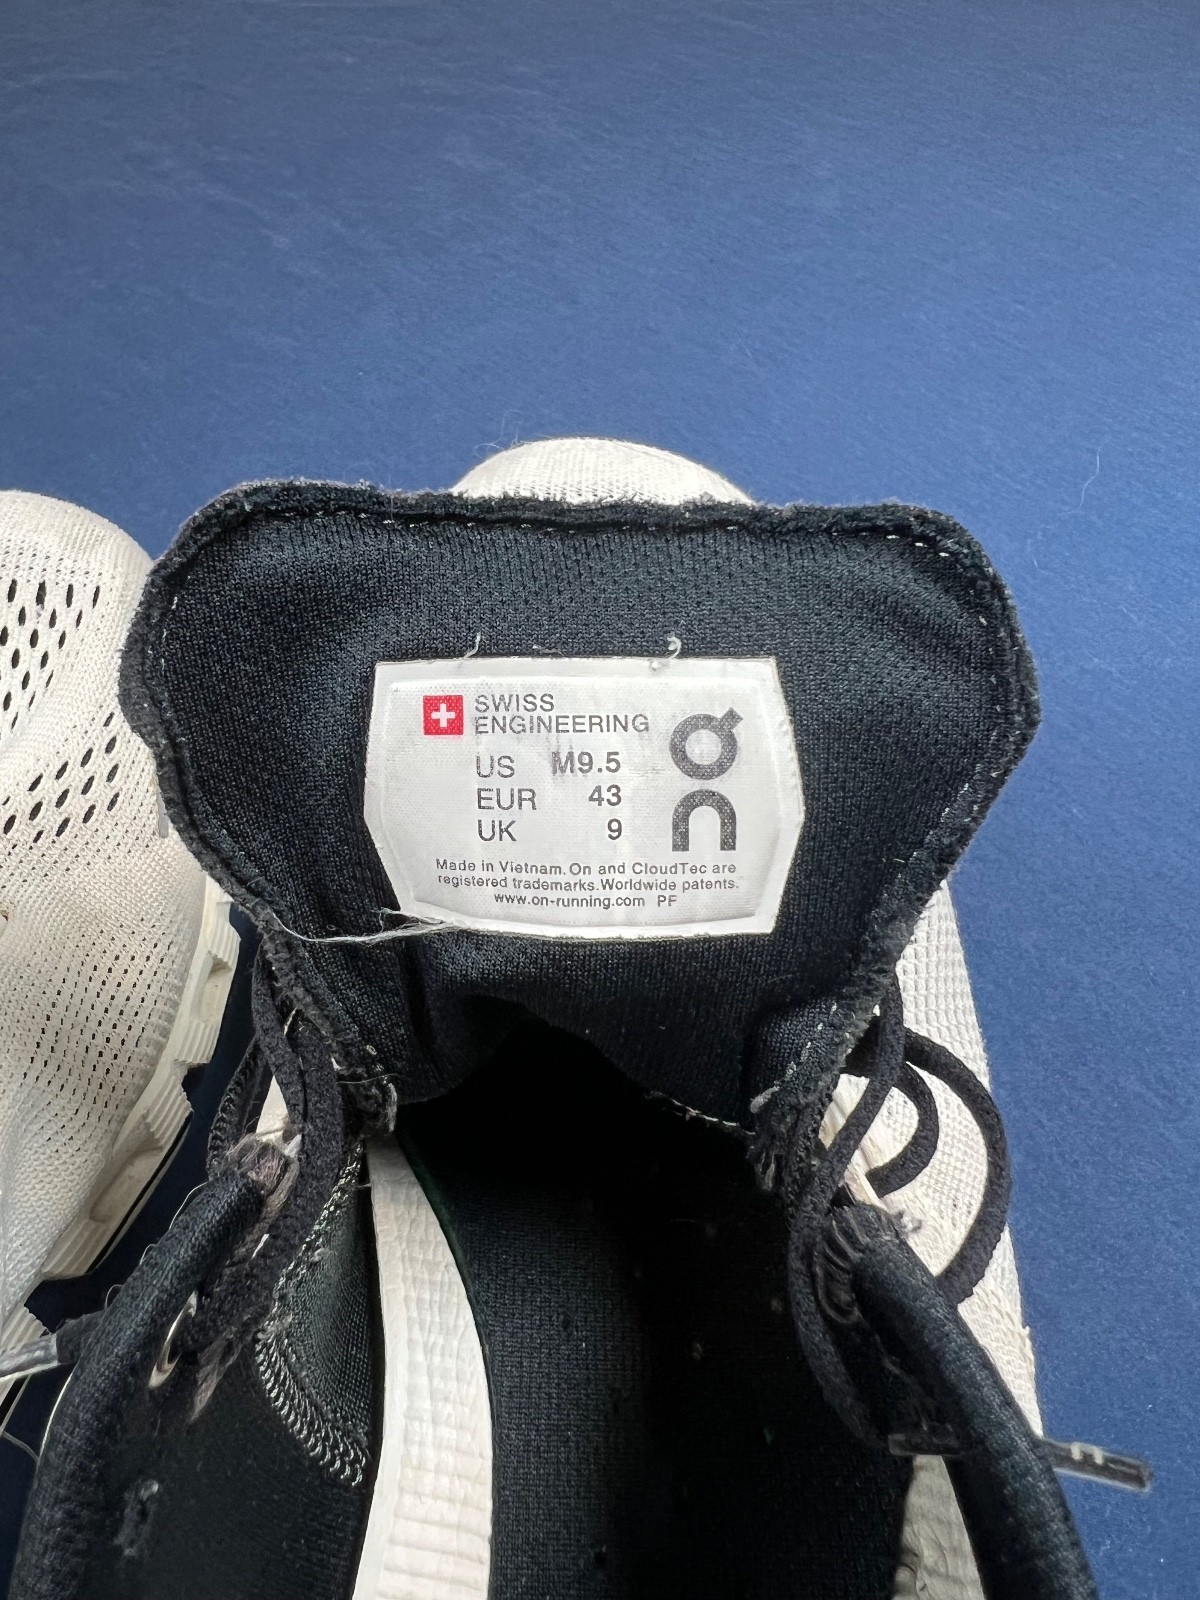 SWISS
ENGINEERING
US M9.5
EUR 43
UK 9
On
Made in Vietnam. On and CloudTec are
registered trademarks. Worldwide patents.
www.on-running.com PF